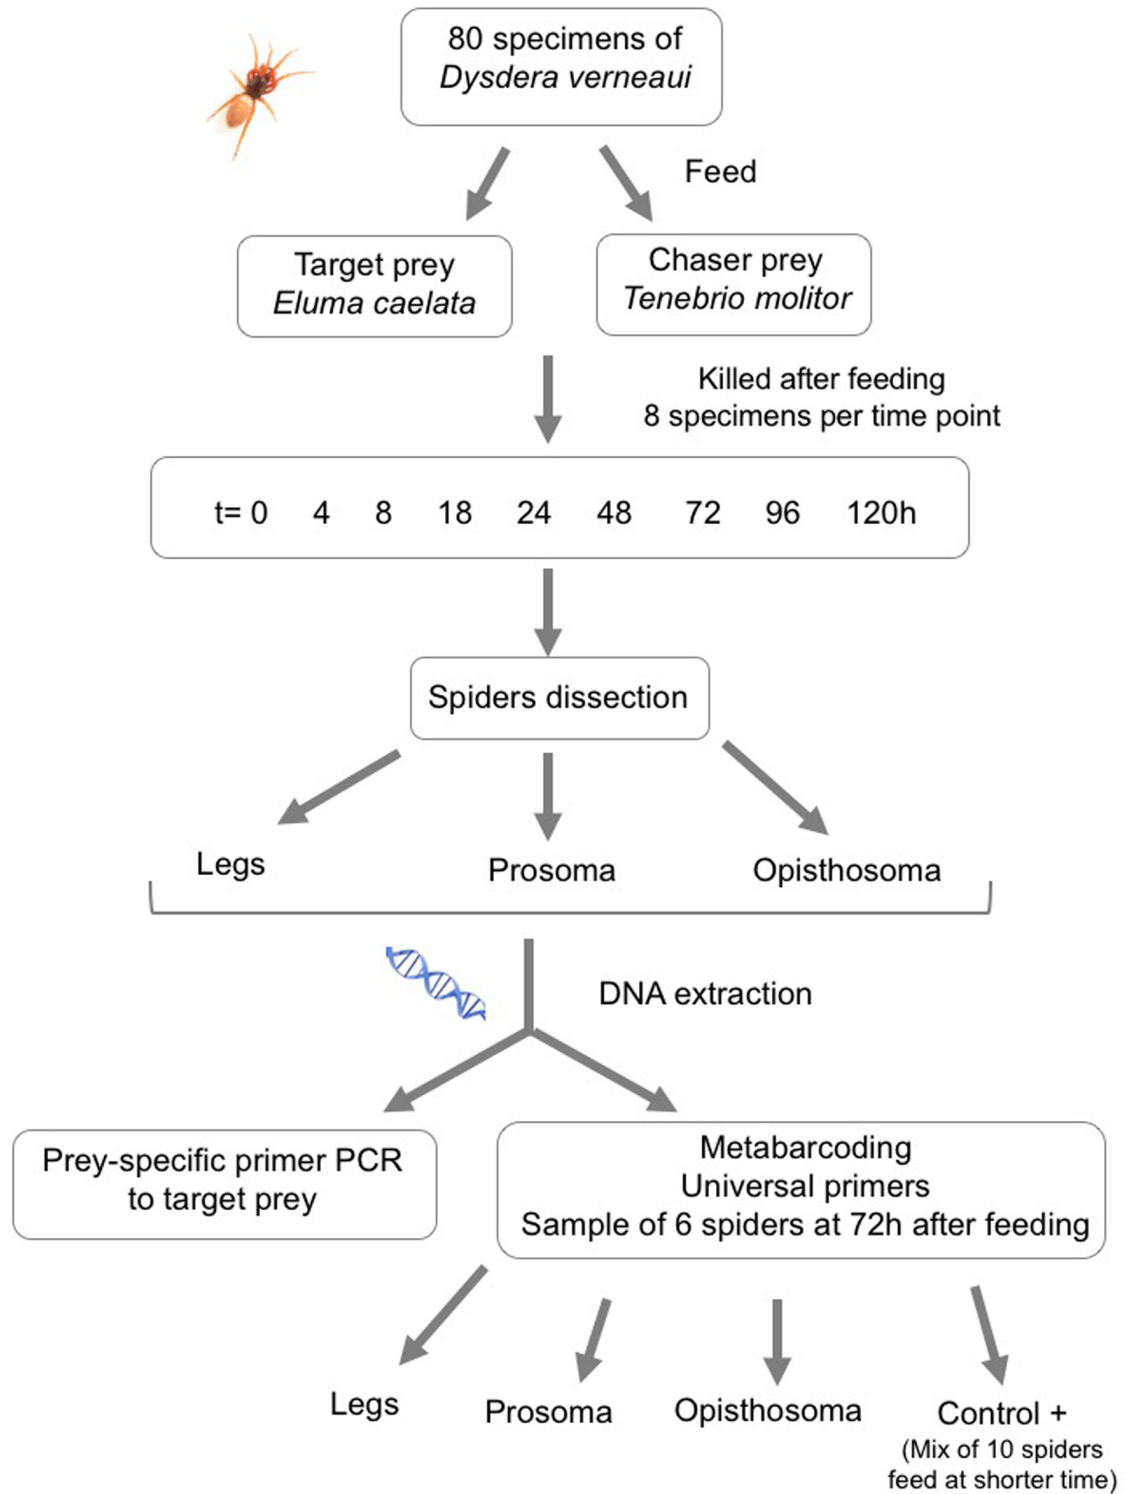 80 specimens of
Dysdera verneaui
Feed
Target prey
Eluma caelata
Chaser prey
Tenebrio molitor
Killed after feeding
8 specimens per time point
t= 0 4 8 18 24 48 72 96 120h
Spiders dissection
Legs
Prosoma
Opisthosoma
DNA extraction
Prey-specific primer PCR
to target prey
Metabarcoding
Universal primers
Sample of 6 spiders at 72h after feeding
Legs
Prosoma
Opisthosoma
Control +
(Mix of 10 spiders
feed at shorter time)